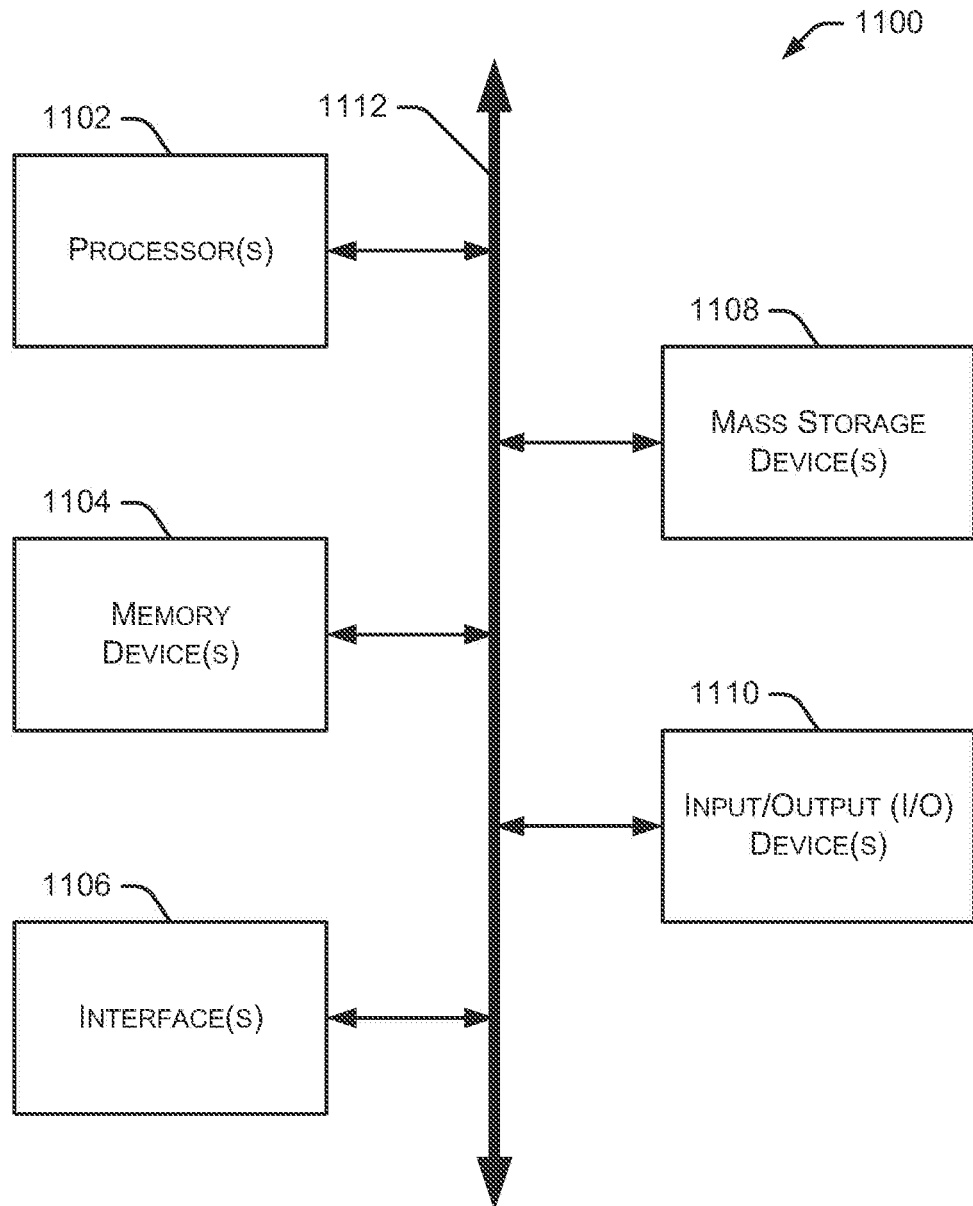 1100
1112
1102
PROCESSOR(S)
1108
MASS STORAGE
DEVICE(S)
1104
MEMORY
DEVICE(S)
1110
INPUT/OUTPUT (I/O)
DEVICE(S)
1106
INTERFACE(S)